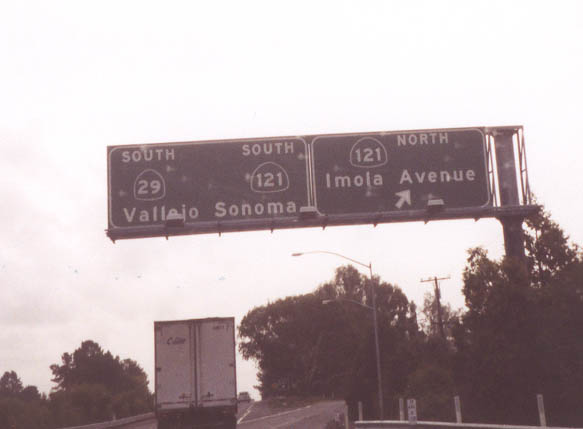 SOUTH SOUTH
29 121
Vallejo Sonoma
121 NORTH
Imola Avenue